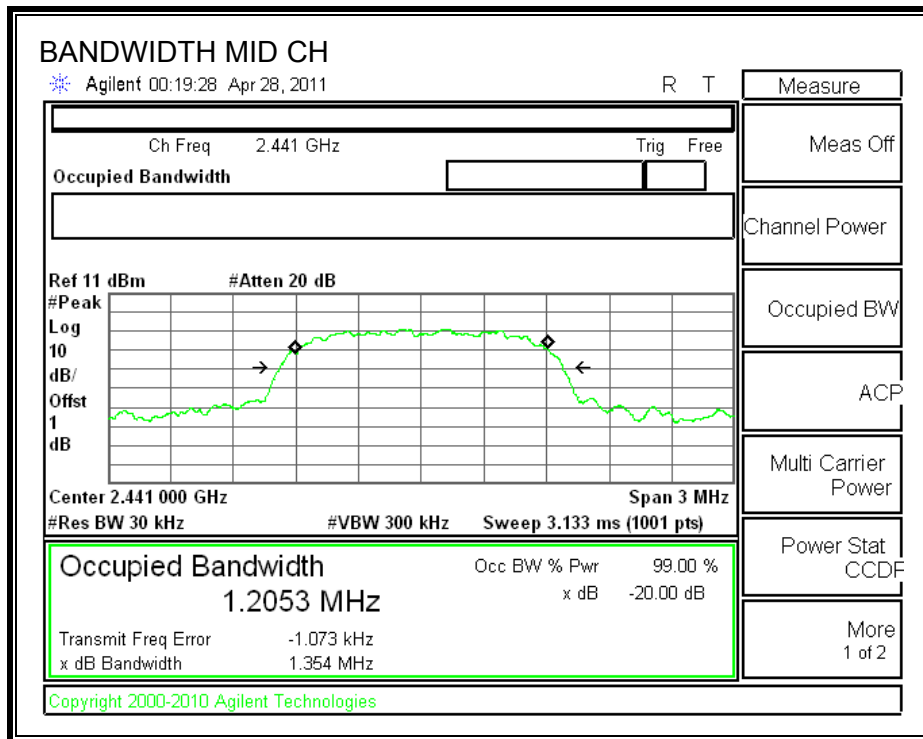 BANDWIDTH MID CH
Agilent 00:19:28 Apr 28, 2011 R T
Measure
Ch Freq 2.441 GHz Trig Free
Meas Off
Occupied Bandwidth
Channel Power
Ref 11 dBm #Atten 20 dB
#Peak
Log
10
dB/
Offst
1
dB
Occupied BW
ACP
Multi Carrier
Power
Center 2.441 000 GHz Span 3 MHz
#Res BW 30 kHz #VBW 300 kHz Sweep 3.133 ms (1001 pts)
Power Stat
CCDF
Occupied Bandwidth Occ BW % Pwr 99.00 %
1.2053 MHz x dB -20.00 dB
Transmit Freq Error -1.073 kHz
x dB Bandwidth 1.354 MHz
More
1 of 2
Copyright 2000-2010 Agilent Technologies